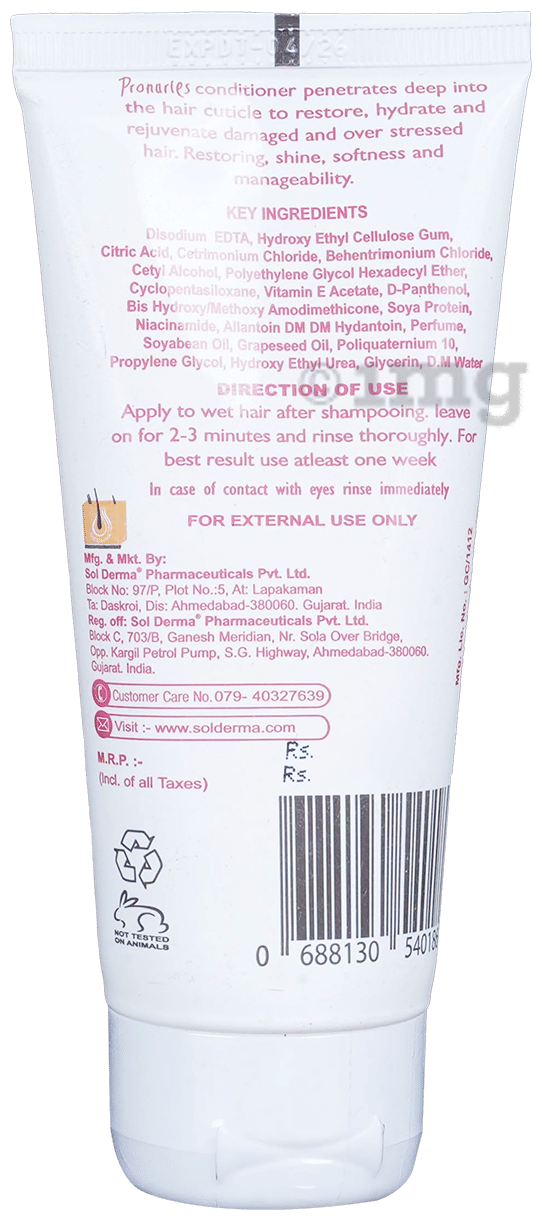 EXPDT-04/26
Pronurles conditioner penetrates deep into
the hair cuticle to restore, hydrate and
rejuvenate damaged and over stressed
hair. Restoring, shine, softness and
manageability.
KEY INGREDIENTS
Disodium EDTA, Hydroxy Ethyl Cellulose Gum,
Citric Acid, Cetrimonium Chloride, Behentrimonium Chloride,
Cetyl Alcohol, Polyethylene Glycol Hexadecyl Ether,
Cyclopentasiloxane, Vitamin E Acetate, D-Panthenol,
Bis Hydroxy/Methoxy Amodimethicone, Soya Protein,
Niacinamide, Allantoin DM DM Hydantoin, Perfume,
Soyabean Oil, Grapeseed Oil, Poliquaternium 10,
Propylene Glycol, Hydroxy Ethyl Urea, Glycerin, D.M Water
1mg
DIRECTION OF USE
Apply to wet hair after shampooing. leave
on for 2-3 minutes and rinse thoroughly. For
best result use atleast one week
In case of contact with eyes rinse immediately
FOR EXTERNAL USE ONLY
Mfg. & Mkt. By:
Sol Derma® Pharmaceuticals Pvt. Ltd.
Block No: 97/P, Plot No.:5, At: Lapakaman
Ta: Daskroi, Dis: Ahmedabad-380060. Gujarat. India
Reg. off: Sol Derma® Pharmaceuticals Pvt. Ltd.
Block C, 703/B, Ganesh Meridian, Nr. Sola Over Bridge,
Opp. Kargil Petrol Pump, S.G. Highway, Ahmedabad-380060.
Gujarat. India.
Mfg. Lic. No. : GC/1412
Customer Care No. 079- 40327639
Visit :- www.solderma.com
Rs.
M.R.P. :-
Rs.
(Incl. of all Taxes)
NOT TESTED
ON ANIMALS
0 688130 540186